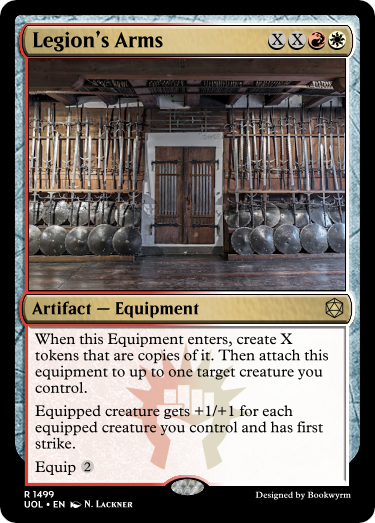 Legion's Arms XX
Artifact — Equipment
When this Equipment enters, create X
tokens that are copies of it. Then attach this
equipment to up to one target creature you
control.
Equipped creature gets +1/+1 for each
equipped creature you control and has first
strike.
Equip 2
R 1499
UOL • EN N. LACKNER
Designed by Bookwyrm